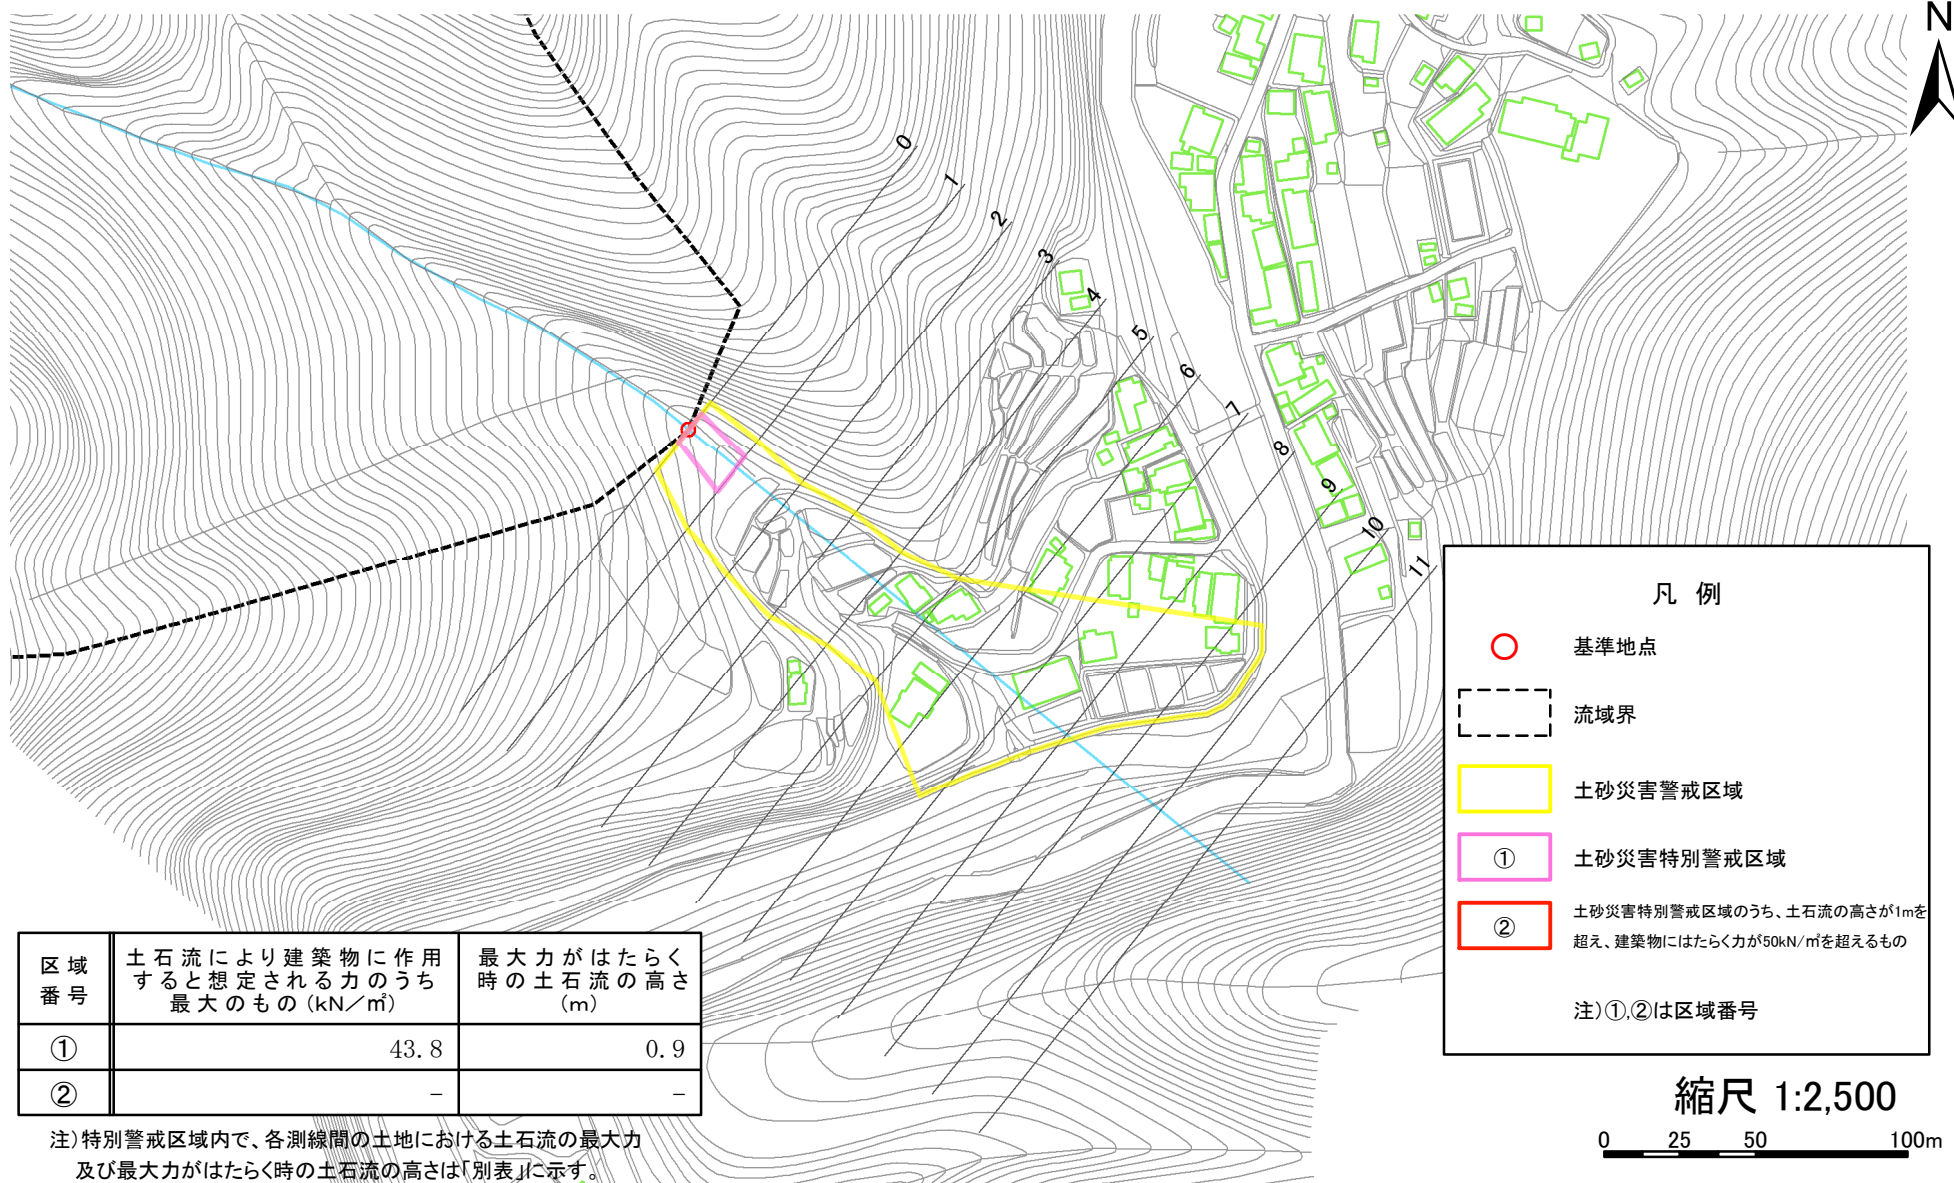 N
0
1
2
3
4
5
6
7
8
9
10
11
凡 例
基準地点
流域界
土砂災害警戒区域
① 土砂災害特別警戒区域
② 土砂災害特別警戒区域のうち、土石流の高さが1mを
超え、建築物にはたらく力が50kN/㎡を超えるもの
注)①,②は区域番号
区域
番号
土石流により建築物に作用
すると想定される力のうち
最大のもの(kN/㎡)
最大力がはたらく
時の土石流の高さ
(m)
① 43.8 0.9
② - -
注)特別警戒区域内で、各測線間の土地における土石流の最大力
及び最大力がはたらく時の土石流の高さは「別表」に示す。
縮尺 1:2,500
0 25 50 100m